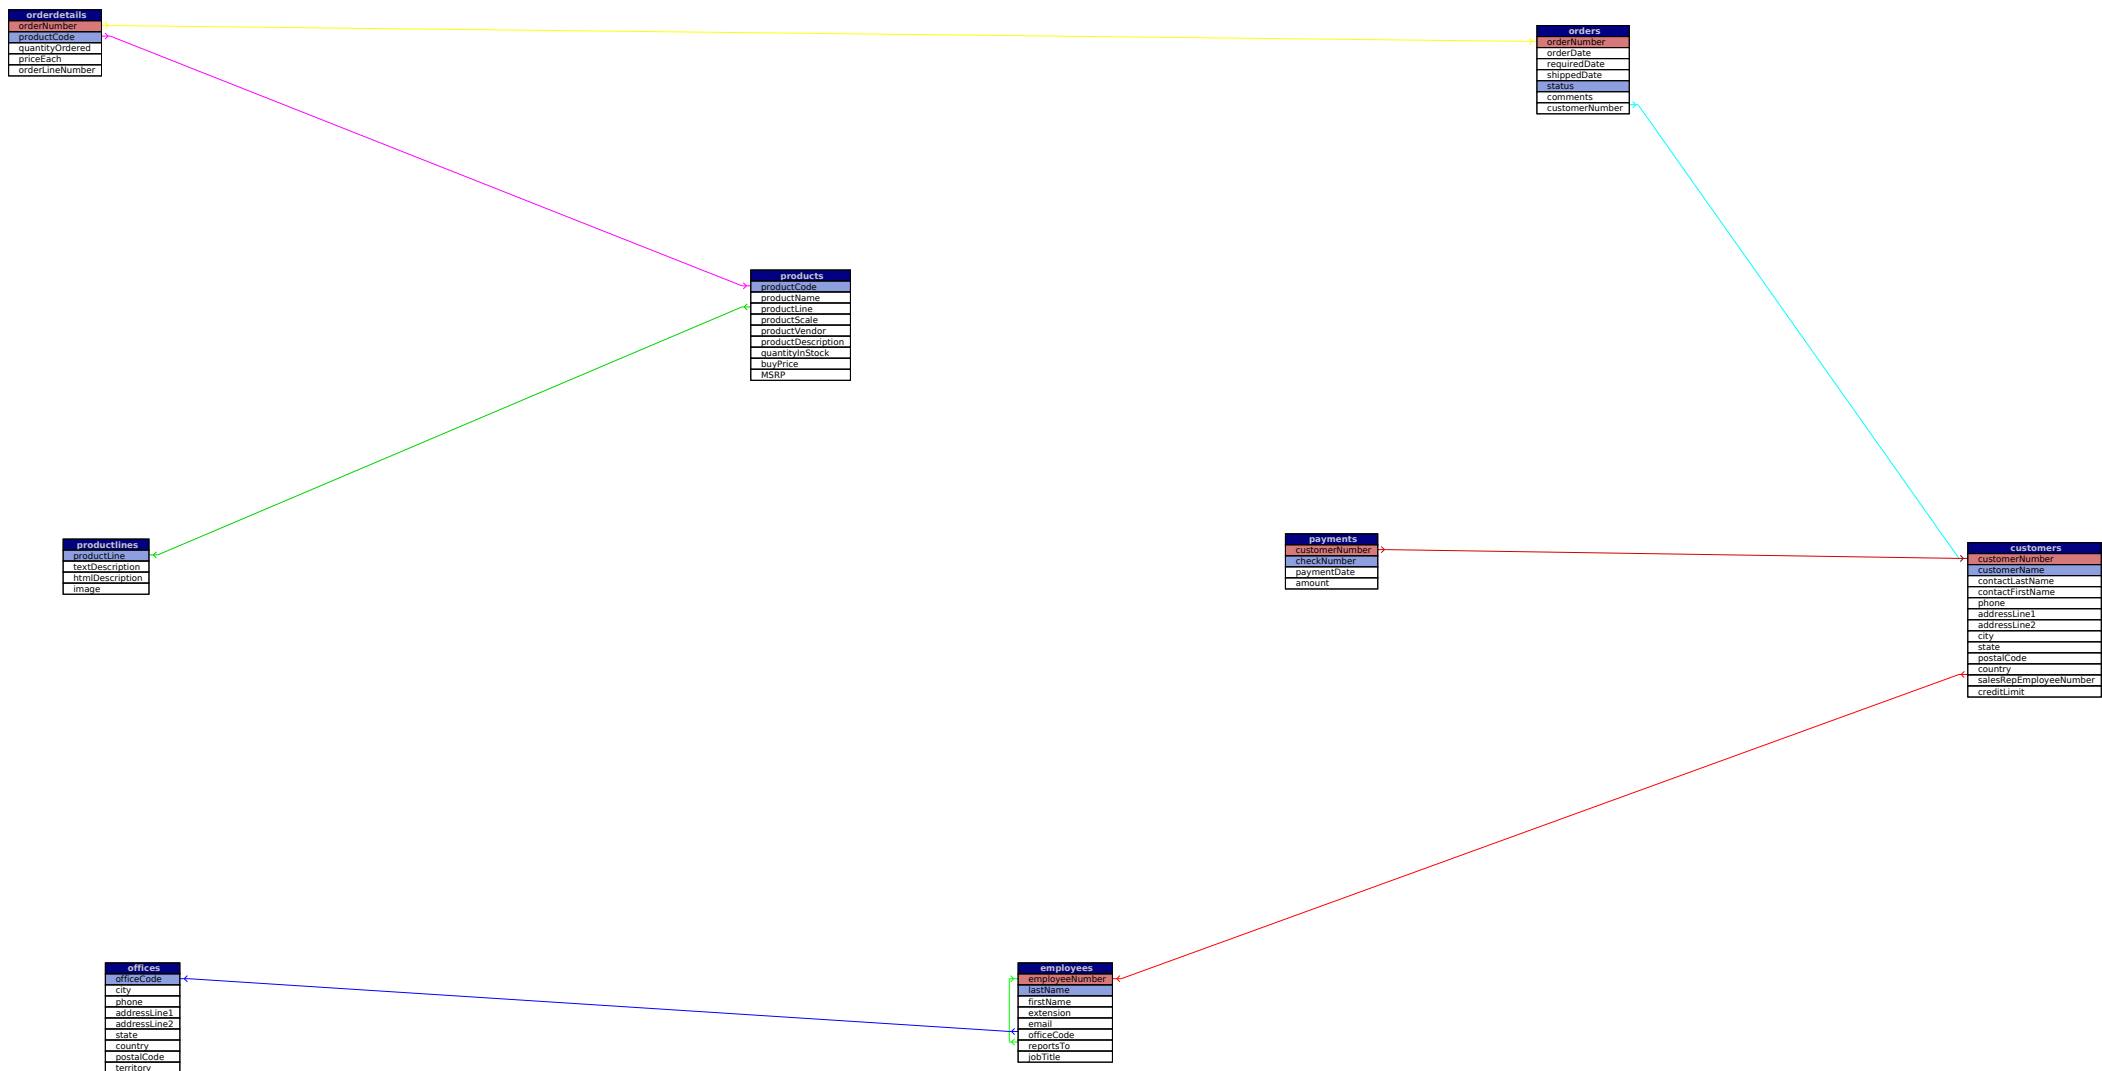 orderdetails
orderNumber
productCode
quantityOrdered
priceEach
orderLineNumber
orders
orderNumber
orderDate
requiredDate
shippedDate
status
comments
customerNumber
products
productCode
productName
productLine
productScale
productVendor
productDescription
quantityInStock
buyPrice
MSRP
productlines
productLine
textDescription
htmlDescription
image
payments
customerNumber
checkNumber
paymentDate
amount
customers
customerNumber
customerName
contactLastName
contactFirstName
phone
addressLine1
addressLine2
city
state
postalCode
country
salesRepEmployeeNumber
creditLimit
offices
officeCode
city
phone
addressLine1
addressLine2
state
country
postalCode
territory
employees
employeeNumber
lastName
firstName
extension
email
officeCode
reportsTo
jobTitle